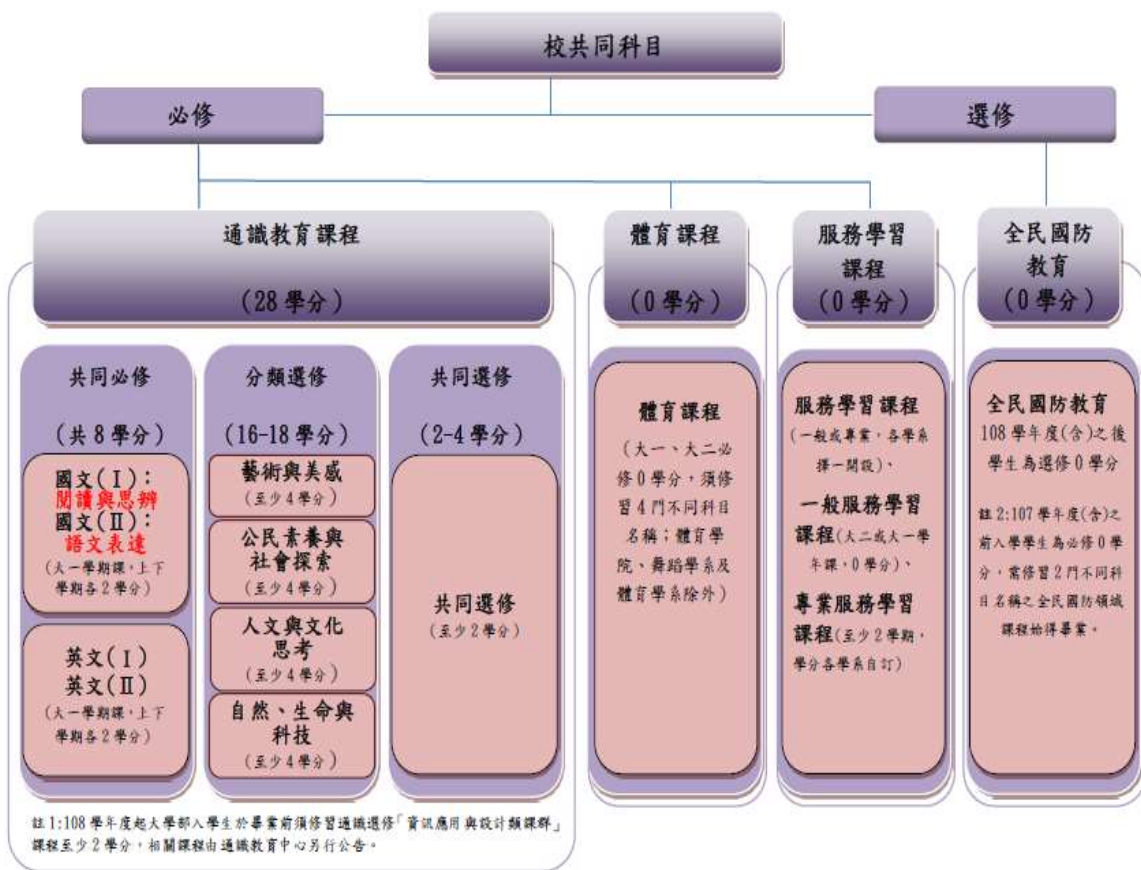 校共同科目
必修
選修
通識教育課程
(28 學分)
體育課程
(0 學分)
服務學習
課程
(0 學分)
全民國防
教育
(0 學分)
共同必修
(共 8 學分)
國文(I):
閱讀與思辨
國文(II):
語文表達
(大一學期課,上下
學期各 2 學分)
英文(I)
英文(II)
(大一學期課,上下
學期各 2 學分)
分類選修
(16-18 學分)
藝術與美感
(至少 4 學分)
公民素養與
社會探索
(至少 4 學分)
人文與文化
思考
(至少 4 學分)
自然、生命與
科技
(至少 4 學分)
共同選修
(2-4 學分)
共同選修
(至少 2 學分)
註 1:108 學年度起大學部入學生於畢業前須修習通識選修「資訊應用與設計類課群」
課程至少 2 學分,相關課程由通識教育中心另行公告。
體育課程
(大一、大二必
修 0 學分,須修
習 4 門不同科目
名稱;體育學
院、舞蹈學系及
體育學系除外)
服務學習課程
(一般或專業,各學系
擇一開設)、
一般服務學習
課程(大二或大一學
年課,0 學分)、
專業服務學習
課程(至少 2 學期,
學分各學系自訂)
全民國防教育
108 學年度(含)之後
學生為選修 0 學分
註 2:107 學年度(含)之
前入學學生為必修 0 學
分,需修習 2 門不同科
目名稱之全民國防領域
課程始得畢業。